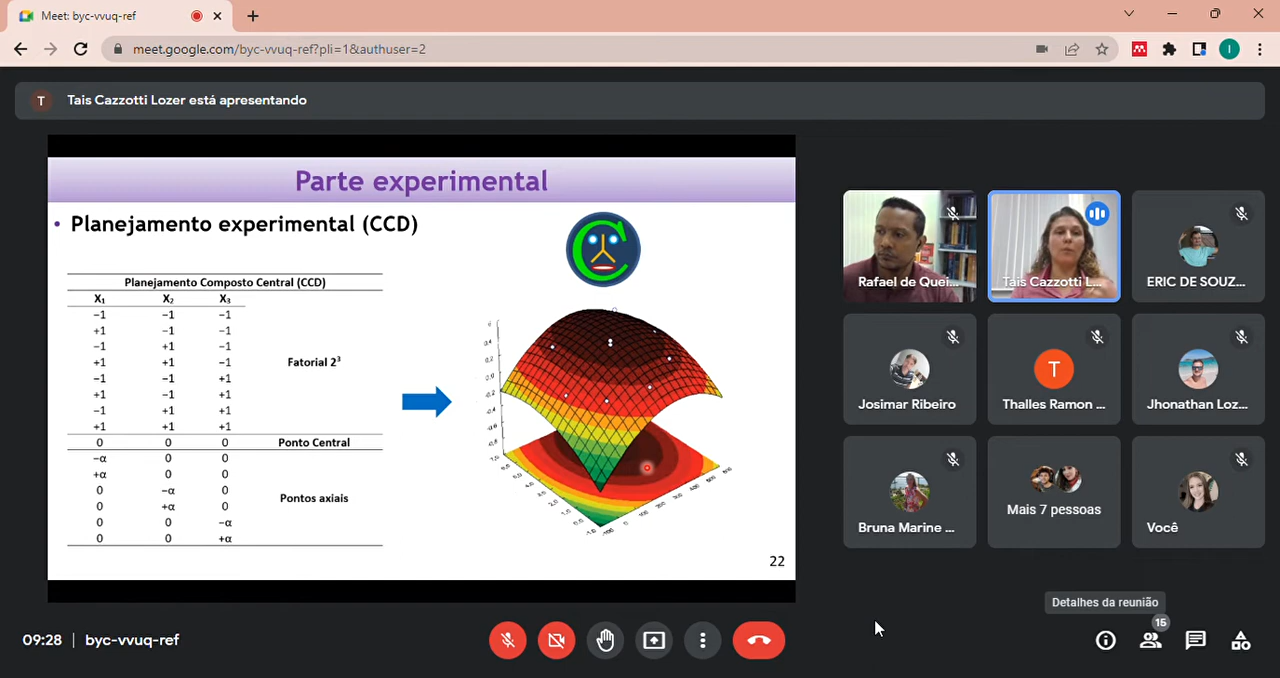 Meet: byc-vvuq-ref
meet.google.com/byc-vvuq-ref?pli=1&authuser=2
I
T Tais Cazzotti Lozer está apresentando
Parte experimental
• Planejamento experimental (CCD)
Planejamento Composto Central (CCD)
X₁ X₂ X₃
−1 −1 −1
+1 −1 −1
−1 +1 −1
+1 +1 −1
Fatorial 2³
−1 −1 +1
+1 −1 +1
−1 +1 +1
+1 +1 +1
0 0 0 Ponto Central
−α 0 0
+α 0 0
0 −α 0
Pontos axiais
0 +α 0
0 0 −α
0 0 +α
22
Rafael de Quei...
Tais Cazzotti L...
ERIC DE SOUZ...
Josimar Ribeiro
T
Thalles Ramon ...
Jhonathan Loz...
Bruna Marine ...
Mais 7 pessoas
Você
Detalhes da reunião
09:28 | byc-vvuq-ref
15